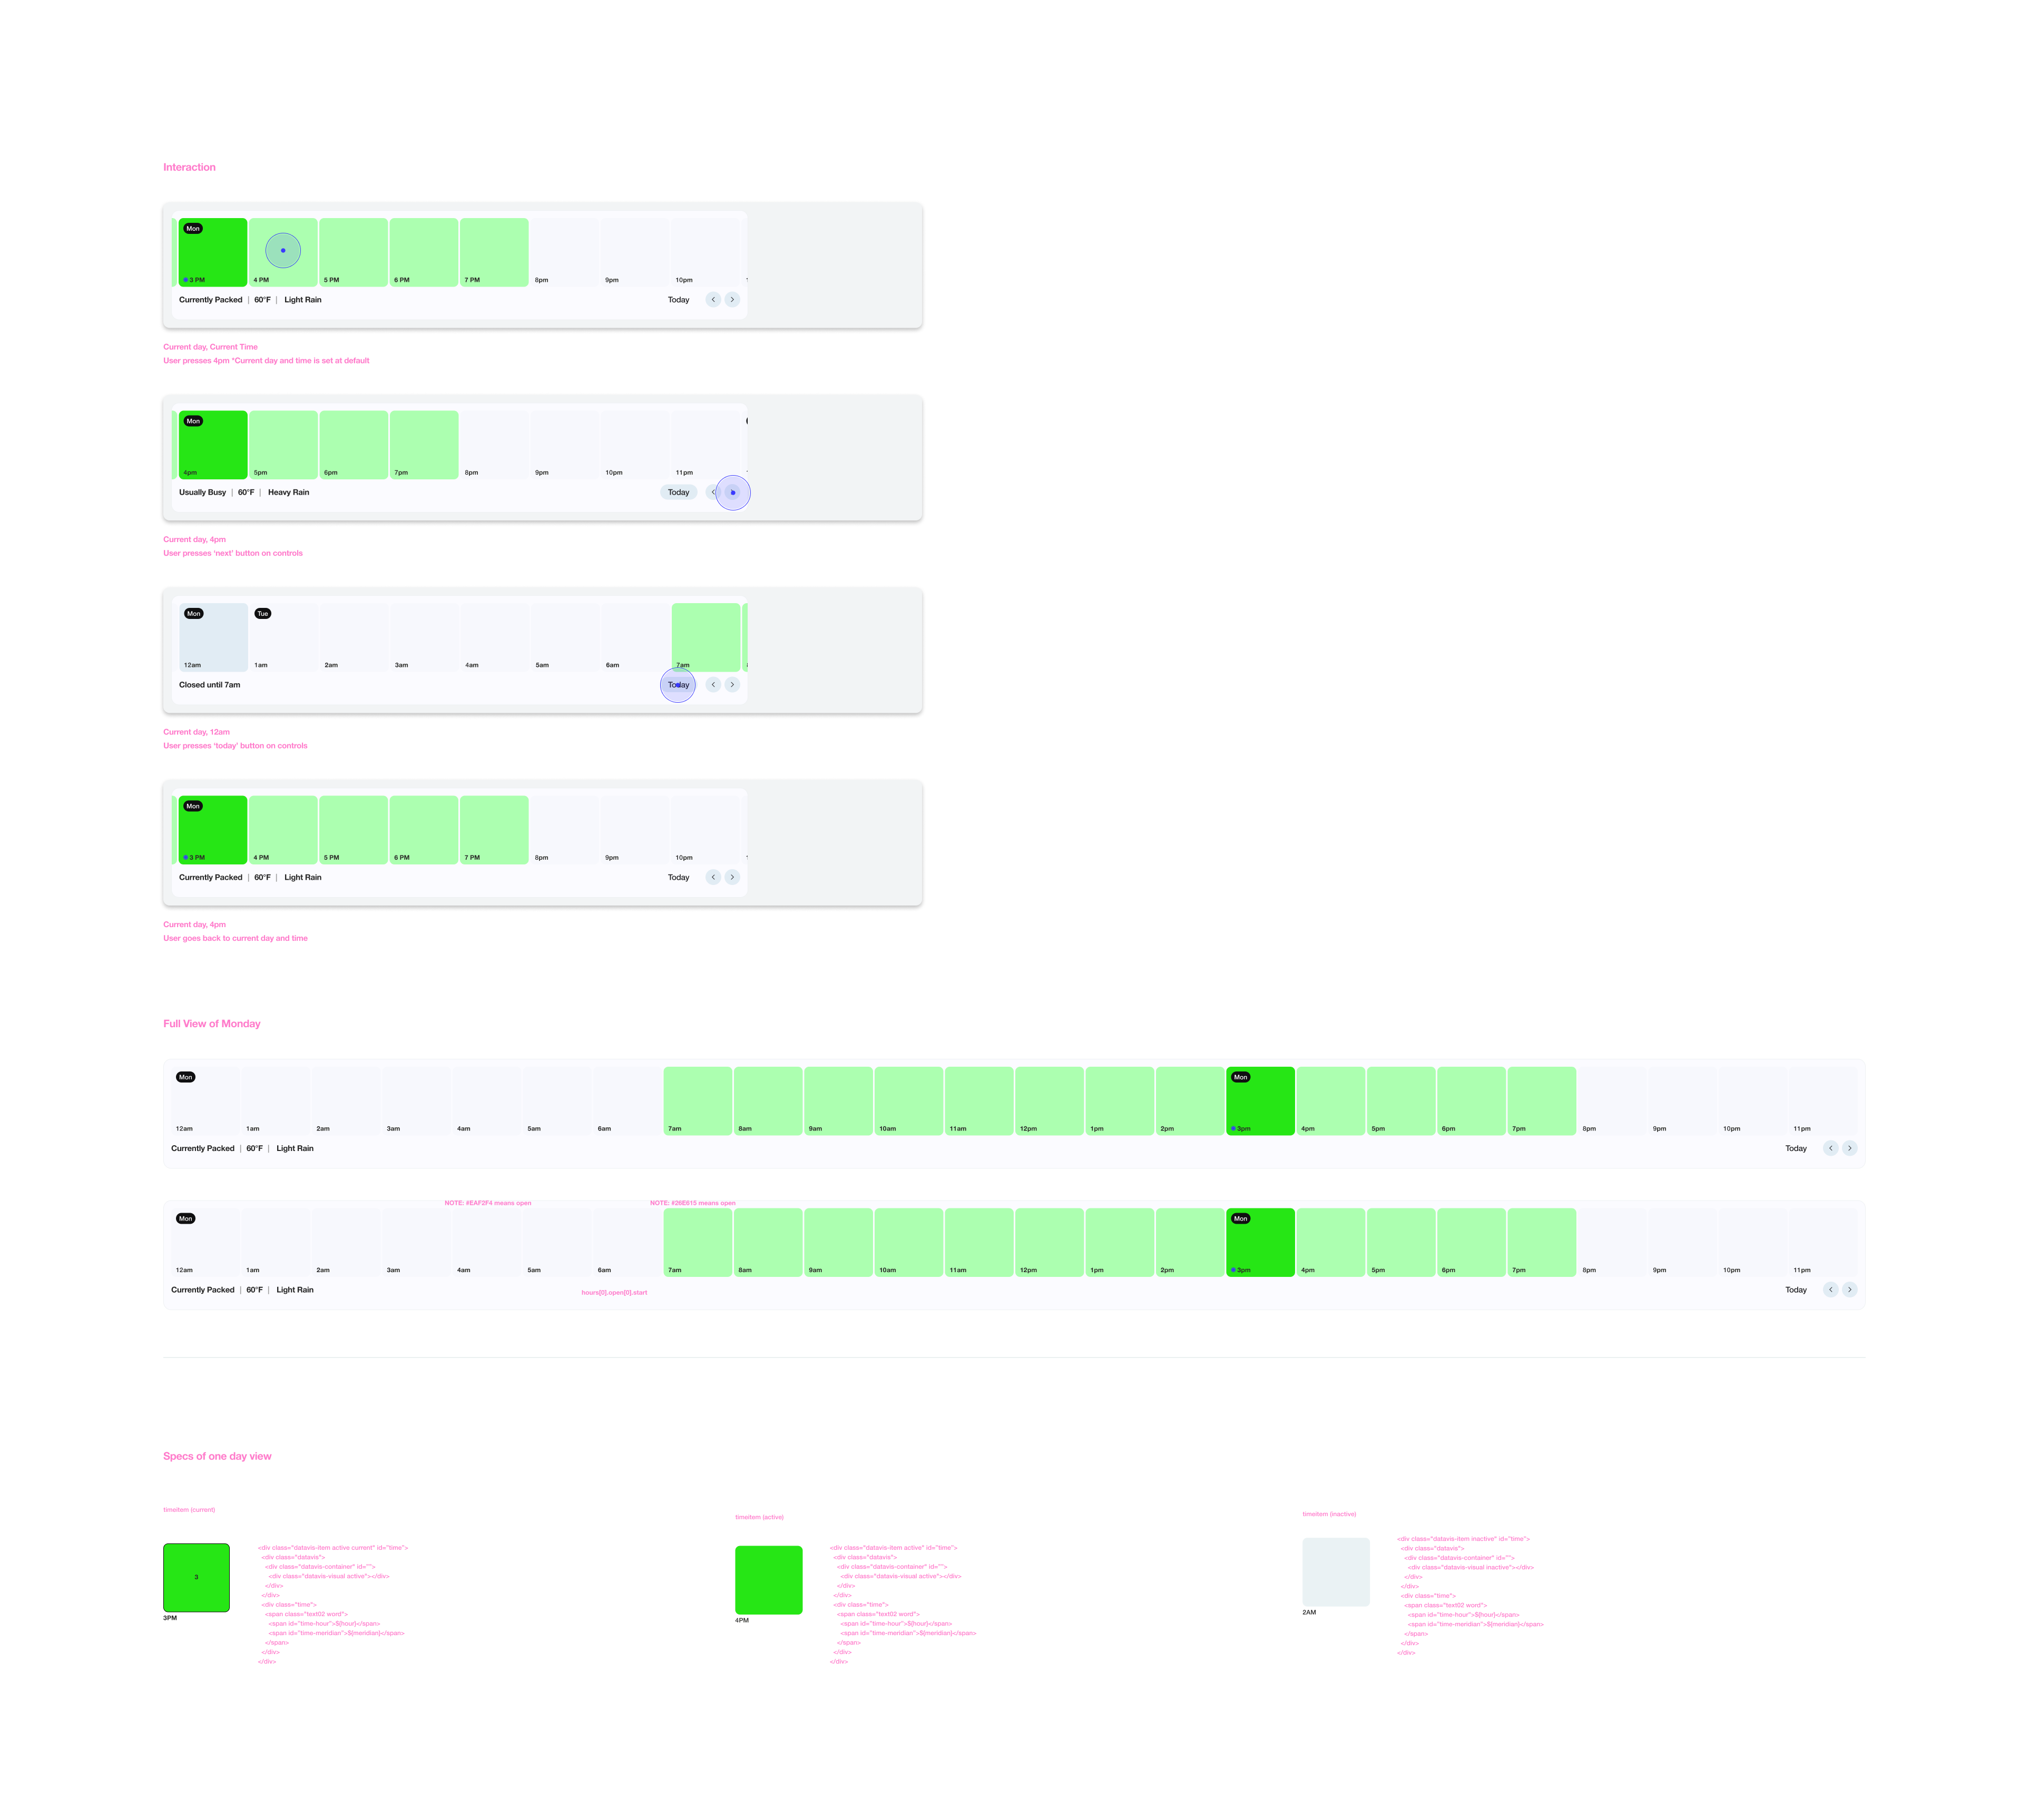 Interaction
Mon
3 PM 4 PM 5 PM 6 PM 7 PM 8pm 9pm 10pm
Currently Packed | 60°F | Light Rain Today
Current day, Current Time
User presses 4pm *Current day and time is set at default
Mon
4pm 5pm 6pm 7pm 8pm 9pm 10pm 11pm
Usually Busy | 60°F | Heavy Rain Today
Current day, 4pm
User presses ‘next’ button on controls
Mon Tue
12am 1am 2am 3am 4am 5am 6am 7am
Closed until 7am Today
Current day, 12am
User presses ‘today’ button on controls
Mon
3 PM 4 PM 5 PM 6 PM 7 PM 8pm 9pm 10pm
Currently Packed | 60°F | Light Rain Today
Current day, 4pm
User goes back to current day and time
Full View of Monday
Mon Mon
12am 1am 2am 3am 4am 5am 6am 7am 8am 9am 10am 11am 12pm 1pm 2pm 3pm 4pm 5pm 6pm 7pm 8pm 9pm 10pm 11pm
Currently Packed | 60°F | Light Rain Today
NOTE: #EAF2F4 means open NOTE: #26E615 means open
Mon Mon
12am 1am 2am 3am 4am 5am 6am 7am 8am 9am 10am 11am 12pm 1pm 2pm 3pm 4pm 5pm 6pm 7pm 8pm 9pm 10pm 11pm
Currently Packed | 60°F | Light Rain Today
hours[0].open[0].start
Specs of one day view
timeItem (current)
3
3PM
<div class="datavis-item active current" id="time">
<div class="datavis">
<div class="datavis-container" id="">
<div class="datavis-visual active"></div>
</div>
</div>
<div class="time">
<span class="text02 word">
<span id="time-hour">${hour}</span>
<span id="time-meridian">${meridian}</span>
</span>
</div>
</div>
timeItem (active)
4PM
<div class="datavis-item active" id="time">
<div class="datavis">
<div class="datavis-container" id="">
<div class="datavis-visual active"></div>
</div>
</div>
<div class="time">
<span class="text02 word">
<span id="time-hour">${hour}</span>
<span id="time-meridian">${meridian}</span>
</span>
</div>
</div>
timeItem (inactive)
2AM
<div class="datavis-item inactive" id="time">
<div class="datavis">
<div class="datavis-container" id="">
<div class="datavis-visual inactive"></div>
</div>
</div>
<div class="time">
<span class="text02 word">
<span id="time-hour">${hour}</span>
<span id="time-meridian">${meridian}</span>
</span>
</div>
</div>